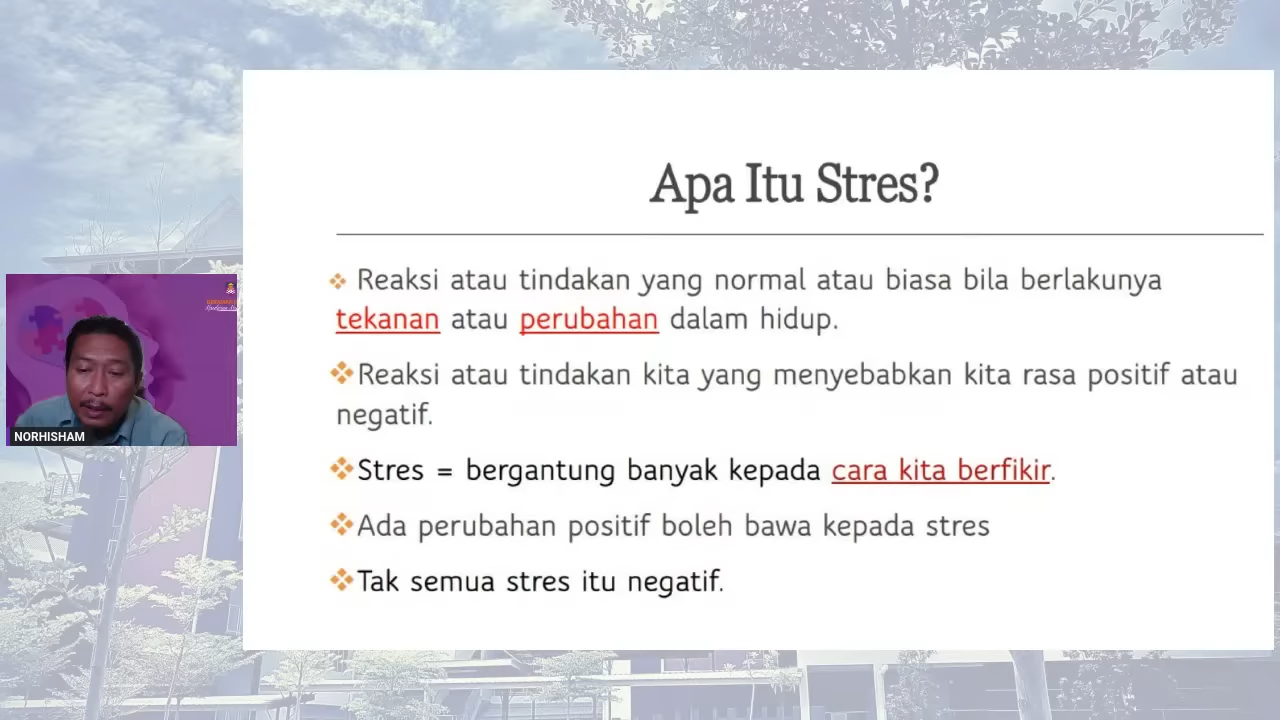 Apa Itu Stres?
❖ Reaksi atau tindakan yang normal atau biasa bila berlakunya
tekanan atau perubahan dalam hidup.
❖Reaksi atau tindakan kita yang menyebabkan kita rasa positif atau
negatif.
❖Stres = bergantung banyak kepada cara kita berfikir.
❖Ada perubahan positif boleh bawa kepada stres
❖Tak semua stres itu negatif.
NORHISHAM